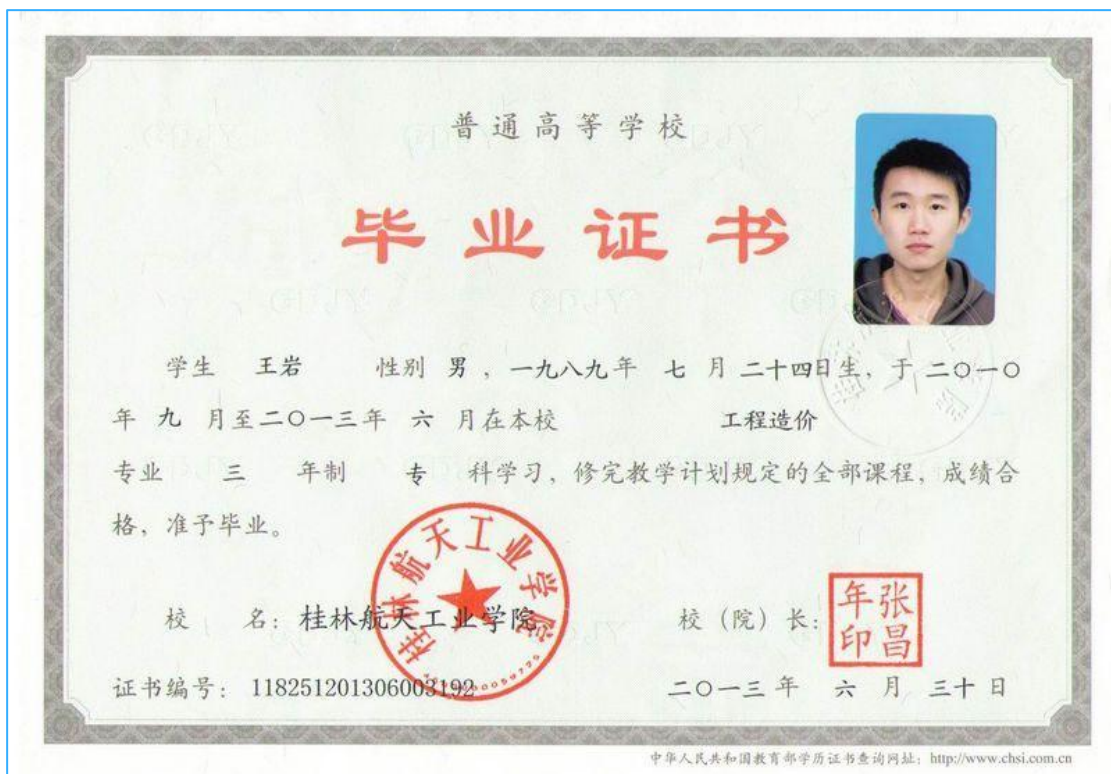 普通高等学校
毕业证书
学生 王岩 性别 男，一九八九年 七 月 二十四日生，于二〇一〇
年 九 月至二〇一三年 六 月在本校 工程造价
专业 三 年制 专 科学习，修完教学计划规定的全部课程，成绩合
格，准予毕业。
桂林航天工业学院
校 名：桂林航天工业学院 校（院）长：
张昌年印
证书编号： 118251201306003192 二〇一三年 六 月 三十日
中华人民共和国教育部学历证书查询网址：http://www.chsi.com.cn